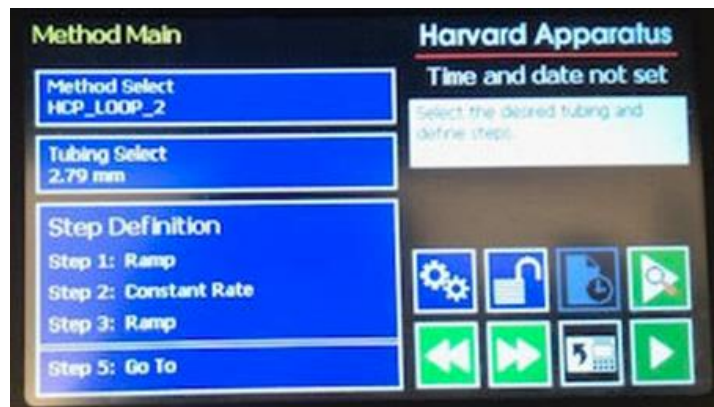 Method Main
Harvard Apparatus
Time and date not set
Method Select
HCP_LOOP_2
Select the desired tubing and
define steps.
Tubing Select
2.79 mm
Step Definition
Step 1: Ramp
Step 2: Constant Rate
Step 3: Ramp
Step 5: Go To
5